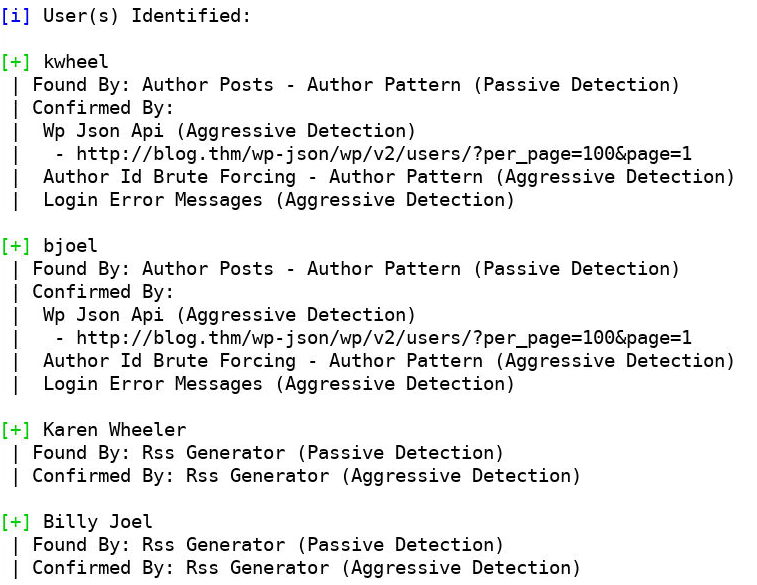 [i] User(s) Identified:

[+] kwheel
 | Found By: Author Posts - Author Pattern (Passive Detection)
 | Confirmed By:
 |  Wp Json Api (Aggressive Detection)
 |   - http://blog.thm/wp-json/wp/v2/users/?per_page=100&page=1
 |  Author Id Brute Forcing - Author Pattern (Aggressive Detection)
 |  Login Error Messages (Aggressive Detection)

[+] bjoel
 | Found By: Author Posts - Author Pattern (Passive Detection)
 | Confirmed By:
 |  Wp Json Api (Aggressive Detection)
 |   - http://blog.thm/wp-json/wp/v2/users/?per_page=100&page=1
 |  Author Id Brute Forcing - Author Pattern (Aggressive Detection)
 |  Login Error Messages (Aggressive Detection)

[+] Karen Wheeler
 | Found By: Rss Generator (Passive Detection)
 | Confirmed By: Rss Generator (Aggressive Detection)

[+] Billy Joel
 | Found By: Rss Generator (Passive Detection)
 | Confirmed By: Rss Generator (Aggressive Detection)